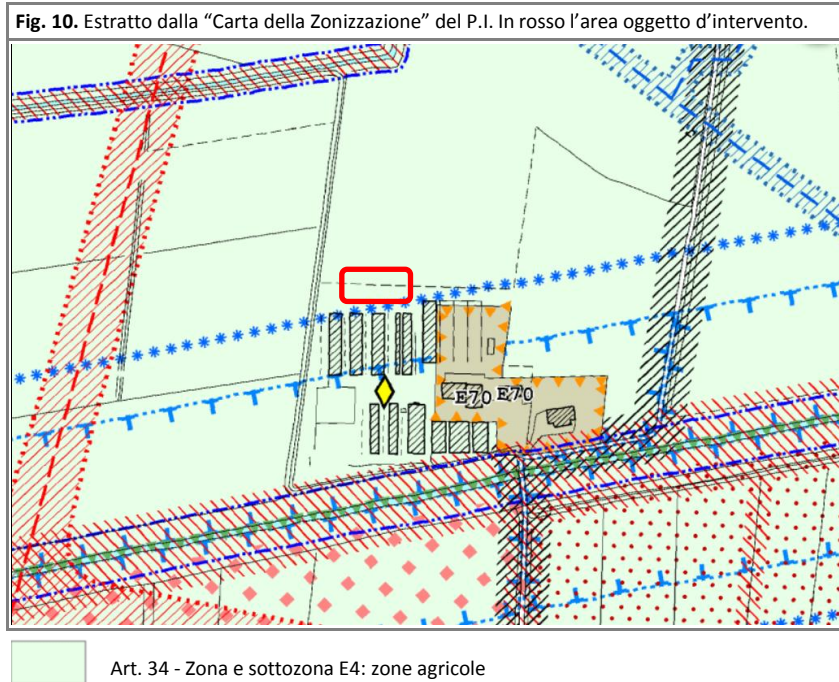 Fig. 10. Estratto dalla “Carta della Zonizzazione” del P.I. In rosso l’area oggetto d’intervento.
E70 E70
Art. 34 - Zona e sottozona E4: zone agricole